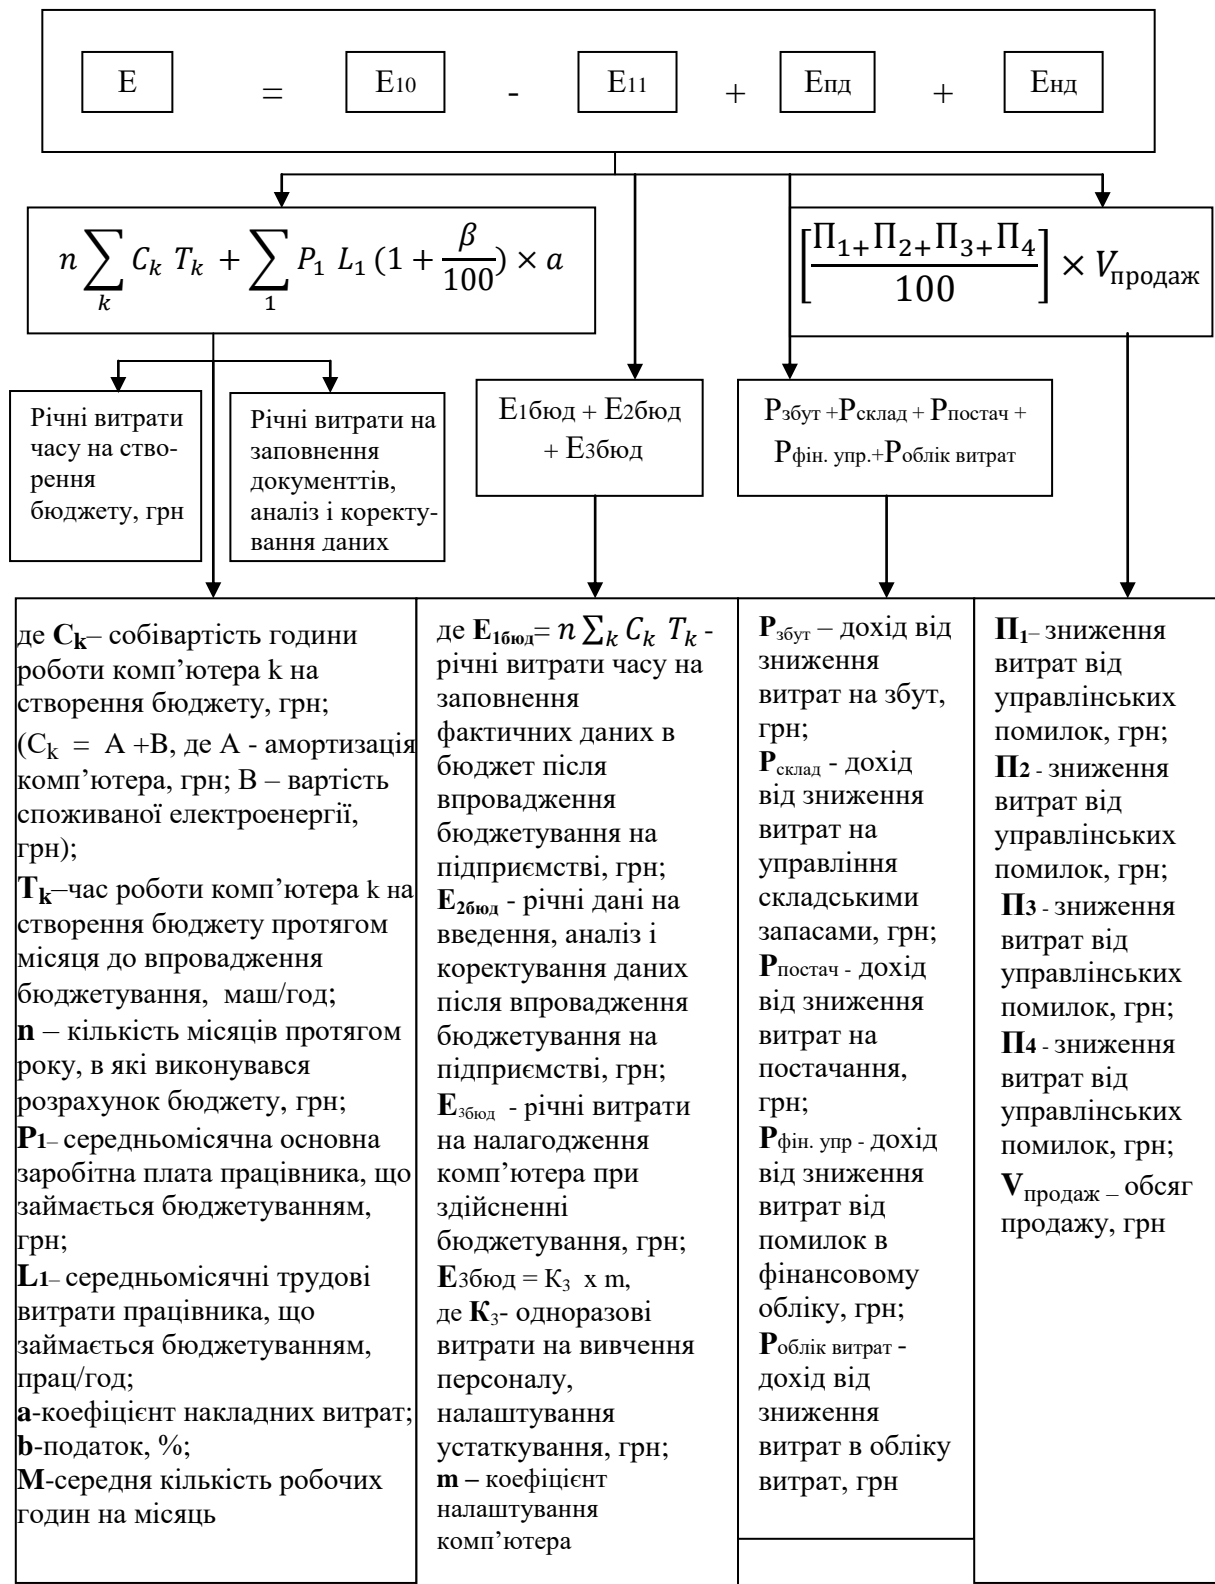 E = E10 - E11 + Eпд + Eнд
n ∑k Ck Tk + ∑1 P1 L1 (1 + β/100) × a
[П1+ П2+ П3+ П4 / 100] × Vпродаж
Річні витрати
часу на ство-
рення
бюджету, грн
Річні витрати на
заповнення
документтів,
аналіз і коректу-
вання даних
E1бюд + E2бюд
+ E3бюд
Pзбут +Pсклад + Pпостач +
Pфін. упр.+Pоблік витрат
де Ck– собівартість години
роботи комп’ютера k на
створення бюджету, грн;
(Ck = A +B, де A - амортизація
комп’ютера, грн; B – вартість
споживаної електроенергії,
грн);
Tk–час роботи комп’ютера k на
створення бюджету протягом
місяця до впровадження
бюджетування, маш/год;
n – кількість місяців протягом
року, в які виконувався
розрахунок бюджету, грн;
P1– середньомісячна основна
заробітна плата працівника, що
займається бюджетуванням,
грн;
L1– середньомісячні трудові
витрати працівника, що
займається бюджетуванням,
прац/год;
a-коефіцієнт накладних витрат;
b-податок, %;
M-середня кількість робочих
годин на місяць
де E1бюд= n ∑k Ck Tk -
річні витрати часу на
заповнення
фактичних даних в
бюджет після
впровадження
бюджетування на
підприємстві, грн;
E2бюд - річні дані на
введення, аналіз і
коректування даних
після впровадження
бюджетування на
підприємстві, грн;
E3бюд - річні витрати
на налагодження
комп’ютера при
здійсненні
бюджетування, грн;
E3бюд = K3 x m,
де K3- одноразові
витрати на вивчення
персоналу,
налаштування
устаткування, грн;
m – коефіцієнт
налаштування
комп’ютера
Pзбут – дохід від
зниження
витрат на збут,
грн;
Pсклад - дохід
від зниження
витрат на
управління
складськими
запасами, грн;
Pпостач - дохід
від зниження
витрат на
постачання,
грн;
Pфін. упр - дохід
від зниження
витрат від
помилок в
фінансовому
обліку, грн;
Pоблік витрат -
дохід від
зниження
витрат в обліку
витрат, грн
П1– зниження
витрат від
управлінських
помилок, грн;
П2 - зниження
витрат від
управлінських
помилок, грн;
П3 - зниження
витрат від
управлінських
помилок, грн;
П4 - зниження
витрат від
управлінських
помилок, грн;
Vпродаж – обсяг
продажу, грн